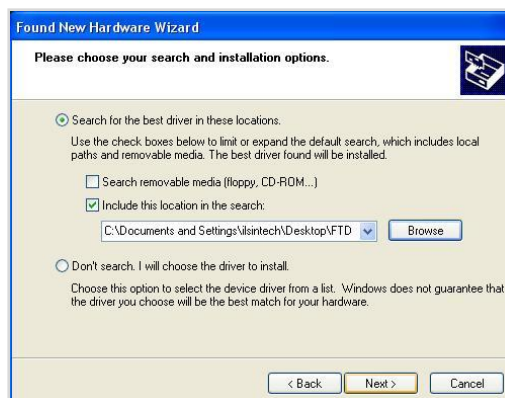 Found New Hardware Wizard
Please choose your search and installation options.
Search for the best driver in these locations.
Use the check boxes below to limit or expand the default search, which includes local
paths and removable media. The best driver found will be installed.
Search removable media (floppy, CD-ROM...)
Include this location in the search:
C:\Documents and Settings\ilsintech\Desktop\FTD
Browse
Don't search. I will choose the driver to install.
Choose this option to select the device driver from a list. Windows does not guarantee that
the driver you choose will be the best match for your hardware.
< Back Next > Cancel